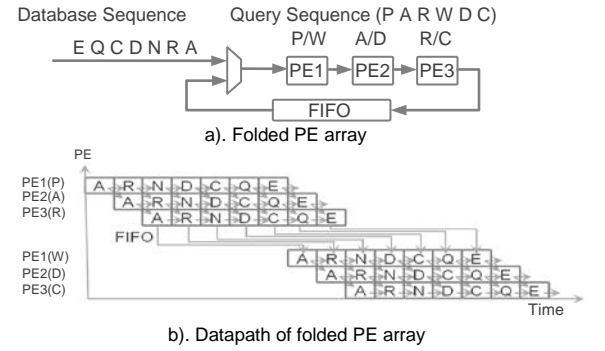 Database Sequence Query Sequence (P A R W D C)
P/W A/D R/C
E Q C D N R A
PE1 PE2 PE3
FIFO
a). Folded PE array
PE
PE1(P) A R N D C Q E
PE2(A) A R N D C Q E
PE3(R) A R N D C Q E
FIFO
PE1(W) A R N D C Q E
PE2(D) A R N D C Q E
PE3(C) A R N D C Q E
Time
b). Datapath of folded PE array